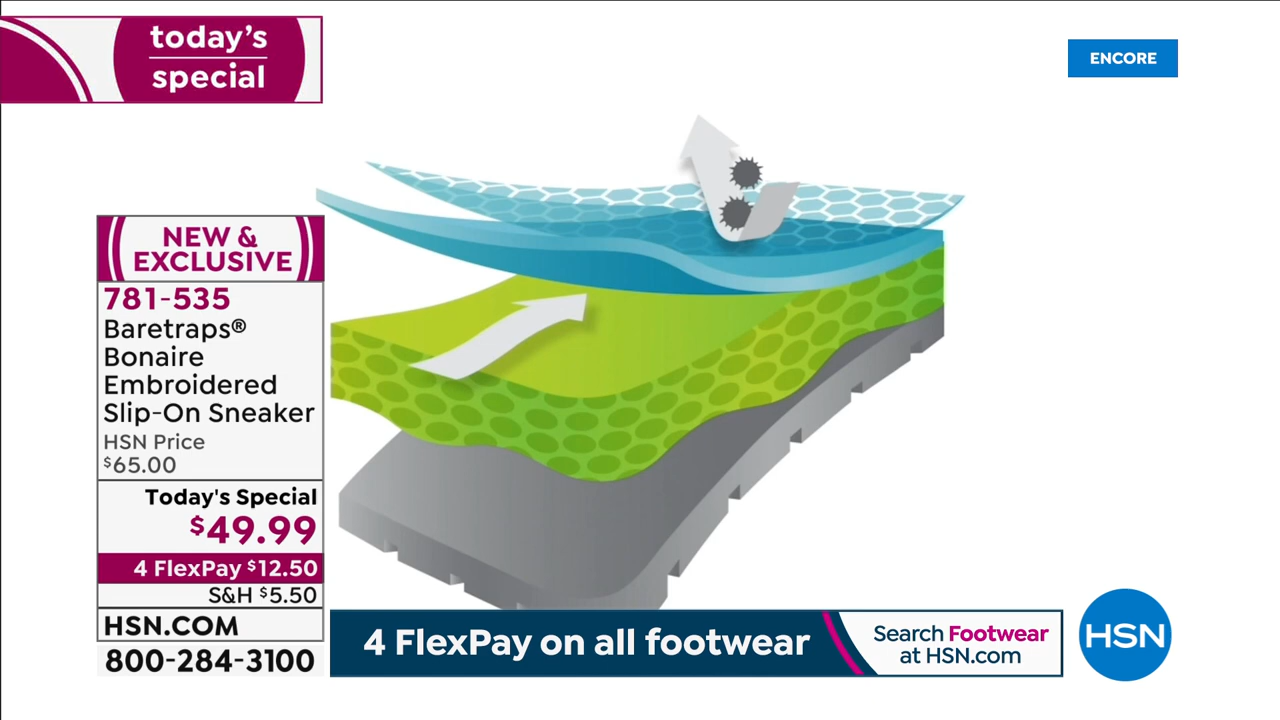 today's
special
ENCORE
NEW &
EXCLUSIVE
781-535
Baretraps®
Bonaire
Embroidered
Slip-On Sneaker
HSN Price
$65.00
Today's Special
$49.99
4 FlexPay $12.50
S&H $5.50
HSN.COM
800-284-3100
4 FlexPay on all footwear
Search Footwear
at HSN.com
HSN